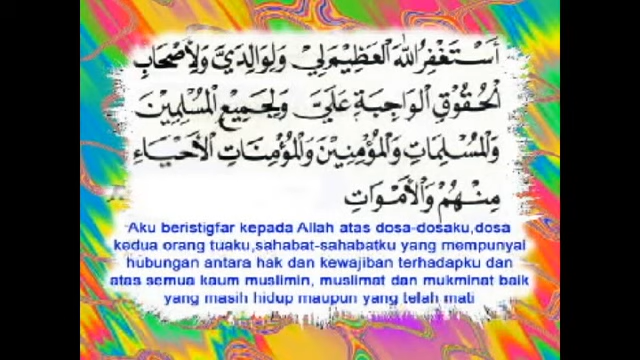 أَسْتَغْفِرُ اللّٰهَ الْعَظِيْمَ لِيْ وَلِوَالِدَيَّ وَلِأَصْحَابِ
الْحُقُوْقِ الْوَاجِبَةِ عَلَيَّ وَلِجَمِيْعِ الْمُسْلِمِيْنَ
وَالْمُسْلِمَاتِ وَالْمُؤْمِنِيْنَ وَالْمُؤْمِنَاتِ الْأَحْيَاءِ
مِنْهُمْ وَالْأَمْوَاتِ
Aku beristigfar kepada Allah atas dosa-dosaku,dosa
kedua orang tuaku,sahabat-sahabatku yang mempunyai
hubungan antara hak dan kewajiban terhadapku dan
atas semua kaum muslimin, muslimat dan mukminat baik
yang masih hidup maupun yang telah mati